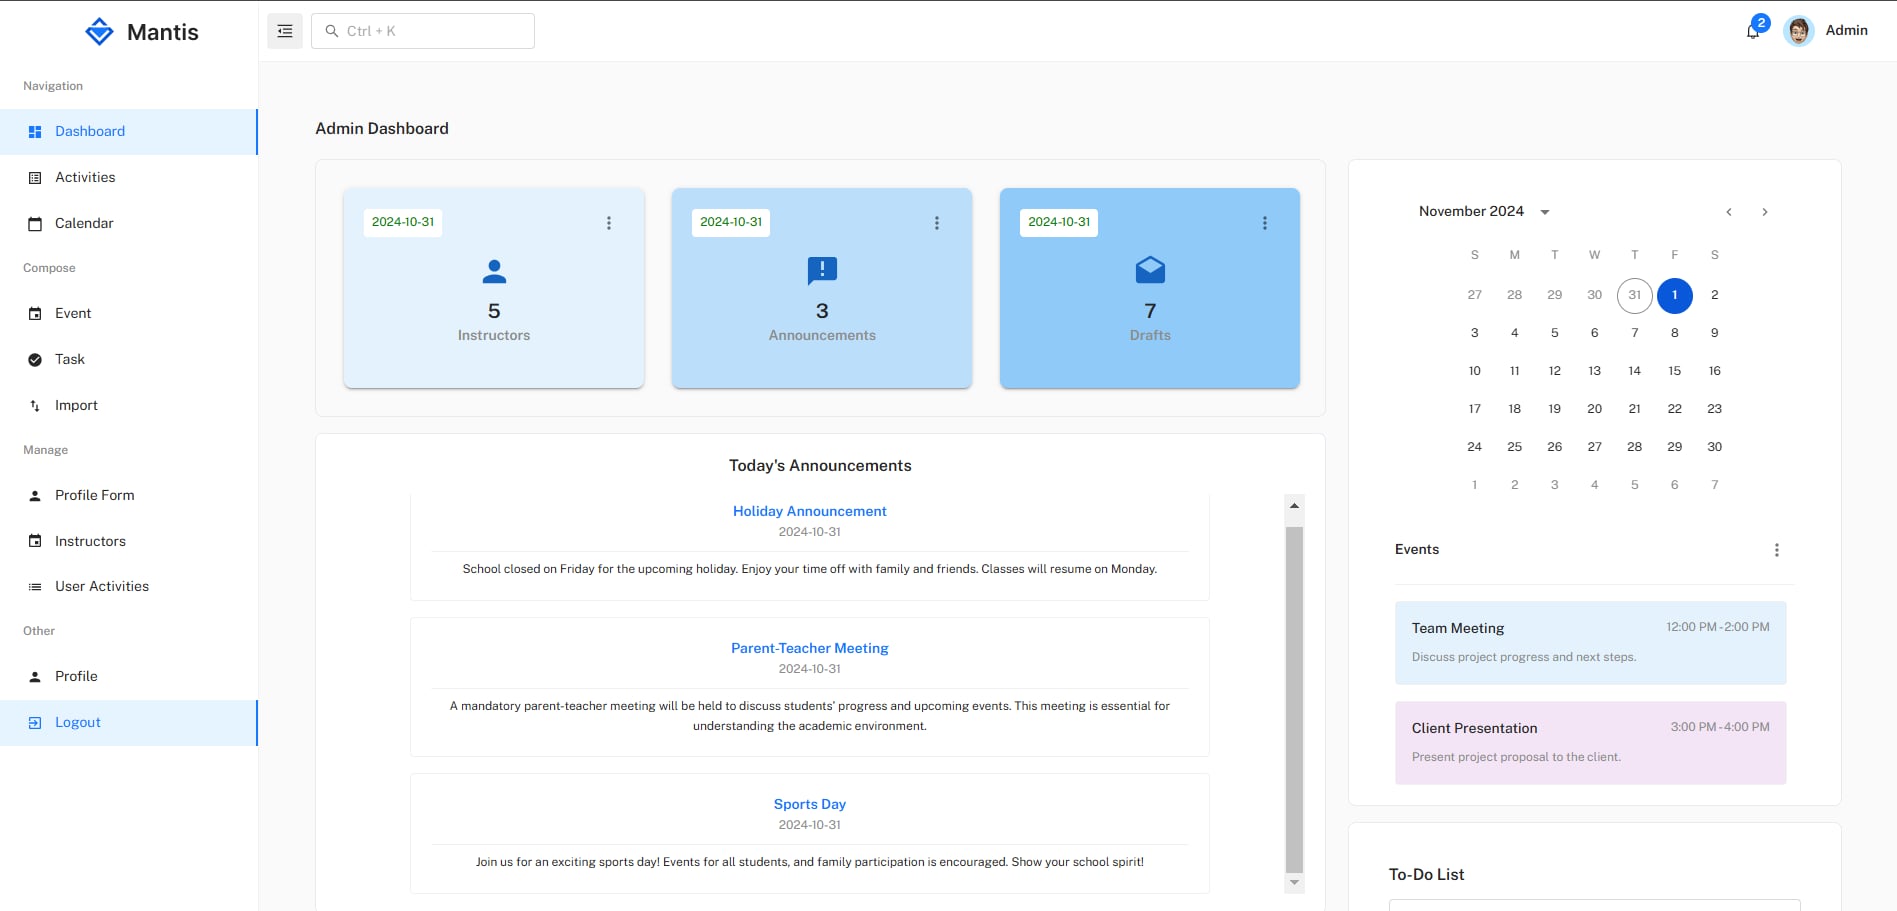 Mantis
Ctrl + K
2
Admin
Navigation
Dashboard
Activities
Calendar
Compose
Event
Task
Import
Manage
Profile Form
Instructors
User Activities
Other
Profile
Logout
Admin Dashboard
2024-10-31
5
Instructors
2024-10-31
3
Announcements
2024-10-31
7
Drafts
Today's Announcements
Holiday Announcement
2024-10-31
School closed on Friday for the upcoming holiday. Enjoy your time off with family and friends. Classes will resume on Monday.
Parent-Teacher Meeting
2024-10-31
A mandatory parent-teacher meeting will be held to discuss students' progress and upcoming events. This meeting is essential for
understanding the academic environment.
Sports Day
2024-10-31
Join us for an exciting sports day! Events for all students, and family participation is encouraged. Show your school spirit!
November 2024
S M T W T F S
27 28 29 30 31 1 2
3 4 5 6 7 8 9
10 11 12 13 14 15 16
17 18 19 20 21 22 23
24 25 26 27 28 29 30
1 2 3 4 5 6 7
Events
Team Meeting 12:00 PM - 2:00 PM
Discuss project progress and next steps.
Client Presentation 3:00 PM - 4:00 PM
Present project proposal to the client.
To-Do List